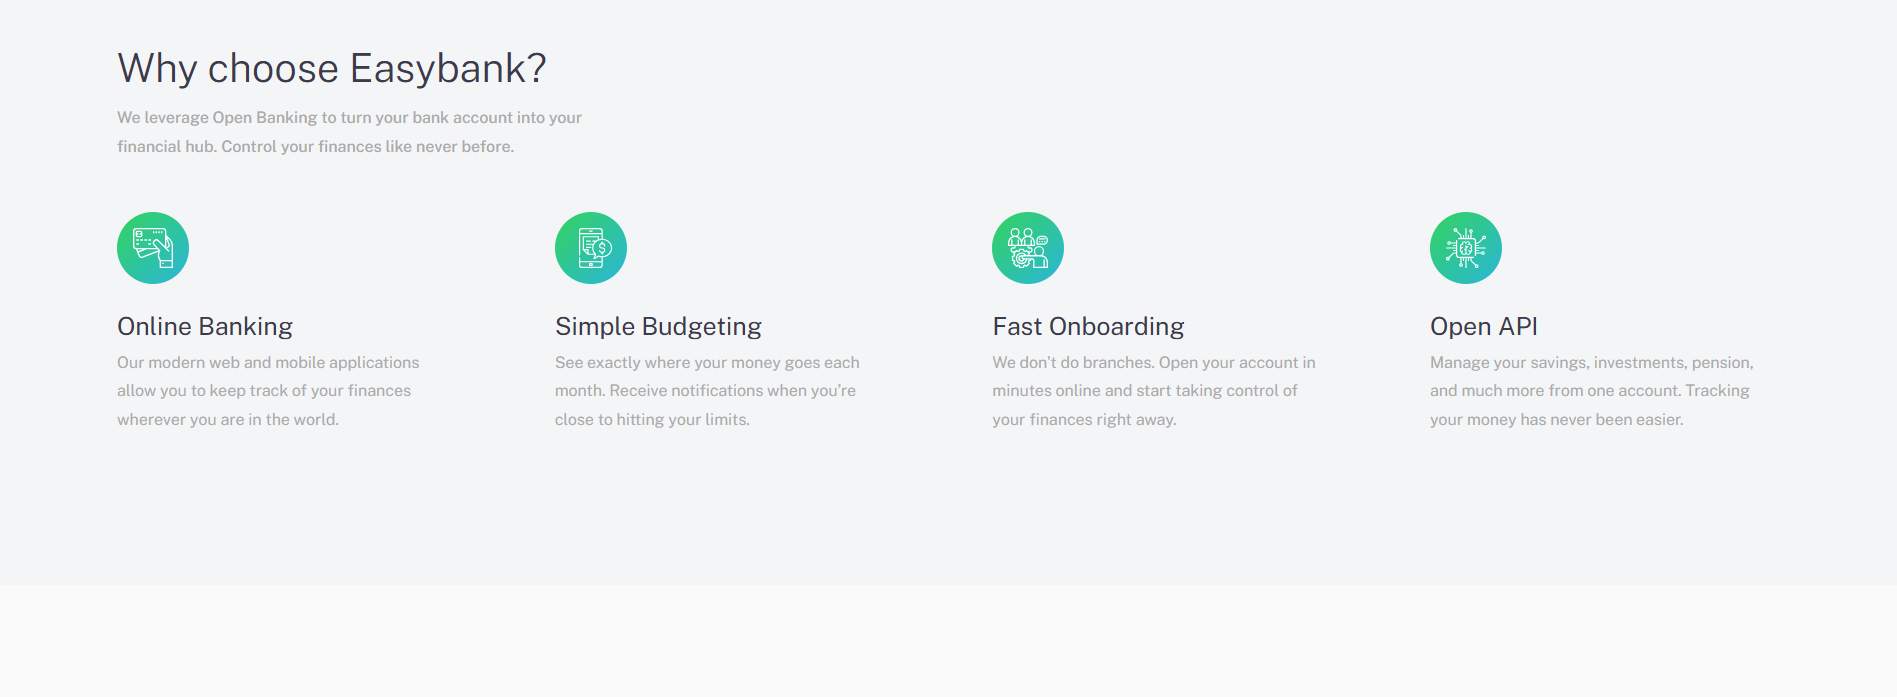 Why choose Easybank?
We leverage Open Banking to turn your bank account into your
financial hub. Control your finances like never before.
Online Banking
Our modern web and mobile applications
allow you to keep track of your finances
wherever you are in the world.
Simple Budgeting
See exactly where your money goes each
month. Receive notifications when you’re
close to hitting your limits.
Fast Onboarding
We don’t do branches. Open your account in
minutes online and start taking control of
your finances right away.
Open API
Manage your savings, investments, pension,
and much more from one account. Tracking
your money has never been easier.